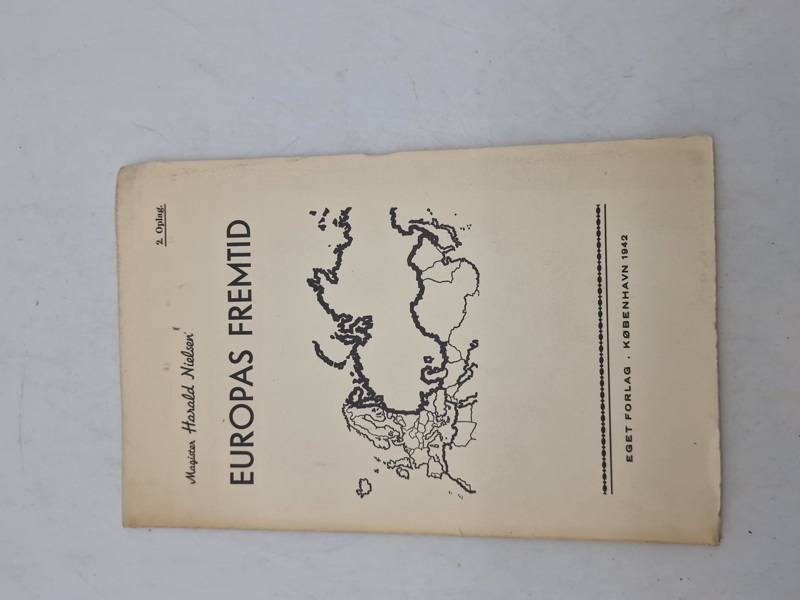 2. Oplag.
Magister Harald Nielsen:
EUROPAS FREMTID
EGET FORLAG . KØBENHAVN 1942